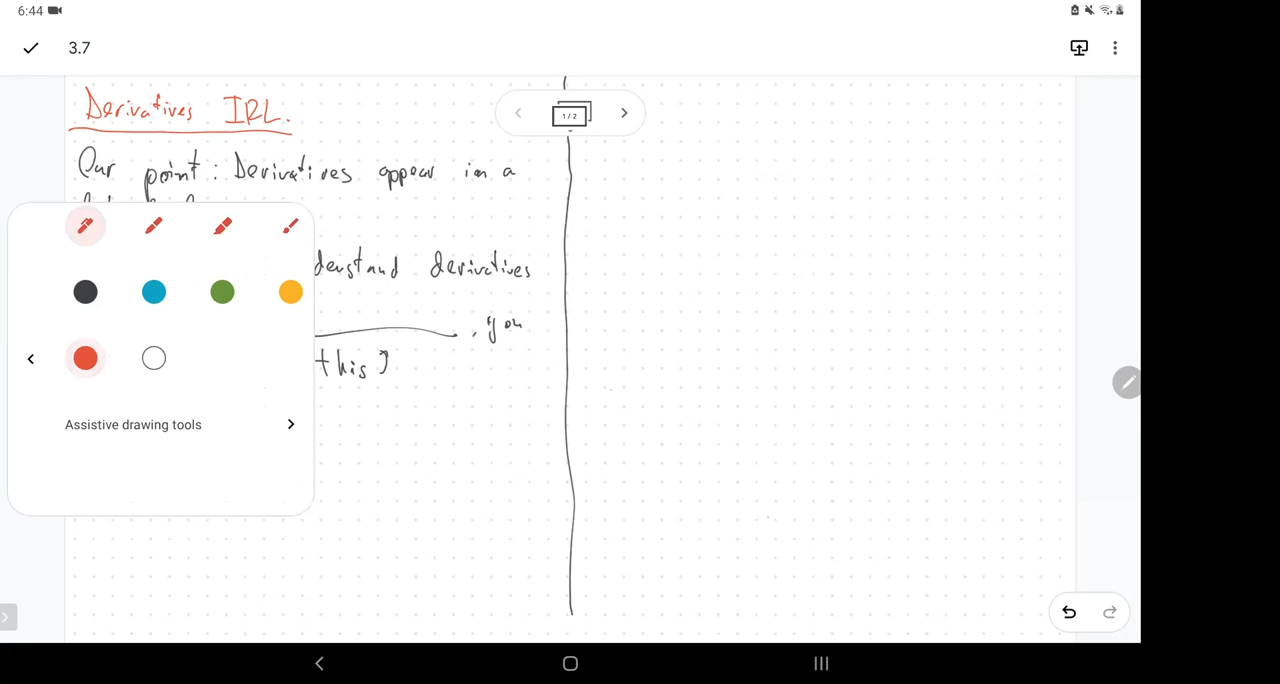 6:44
3.7
Derivatives IRL.
1 / 2
Our point: Derivatives appear in a
derstand derivatives
, you
this)
Assistive drawing tools